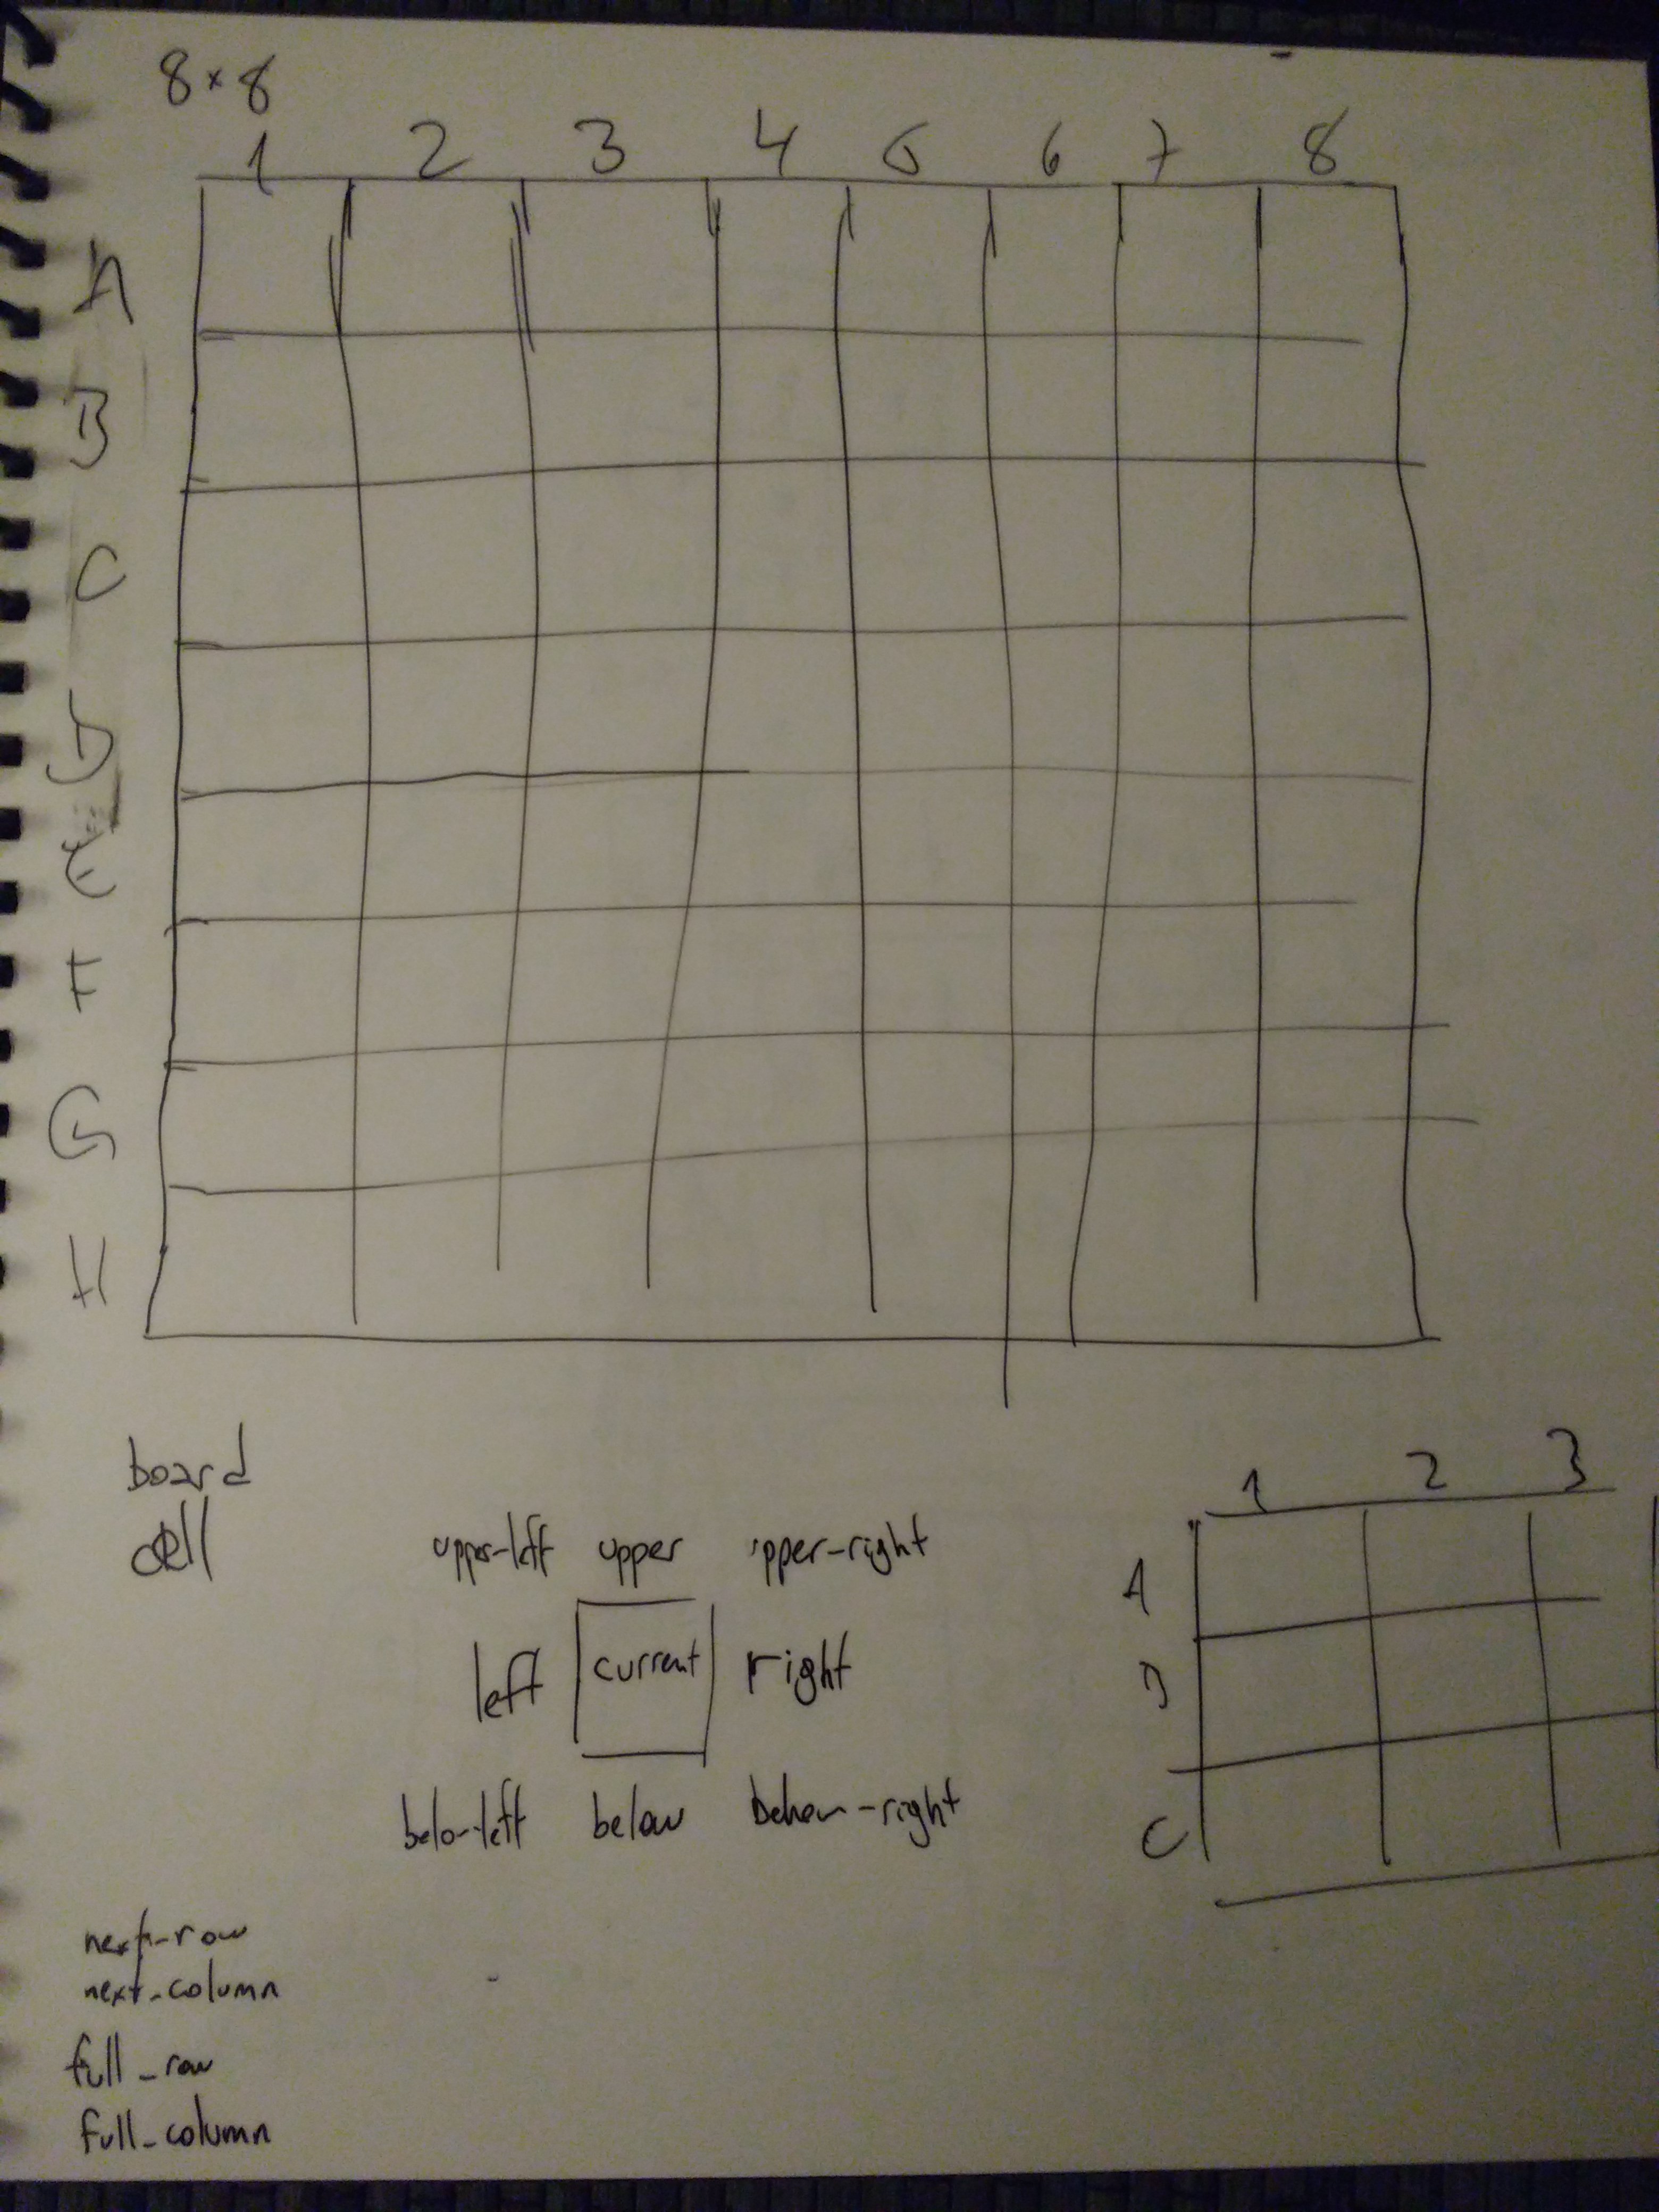 8×8
1 2 3 4 5 6 7 8
A
B
C
D
E
F
G
H
board
cell
upper-left upper upper-right
left current right
below-left below below-right
1 2 3
A
B
C
next-row
next-column
full_row
full_column